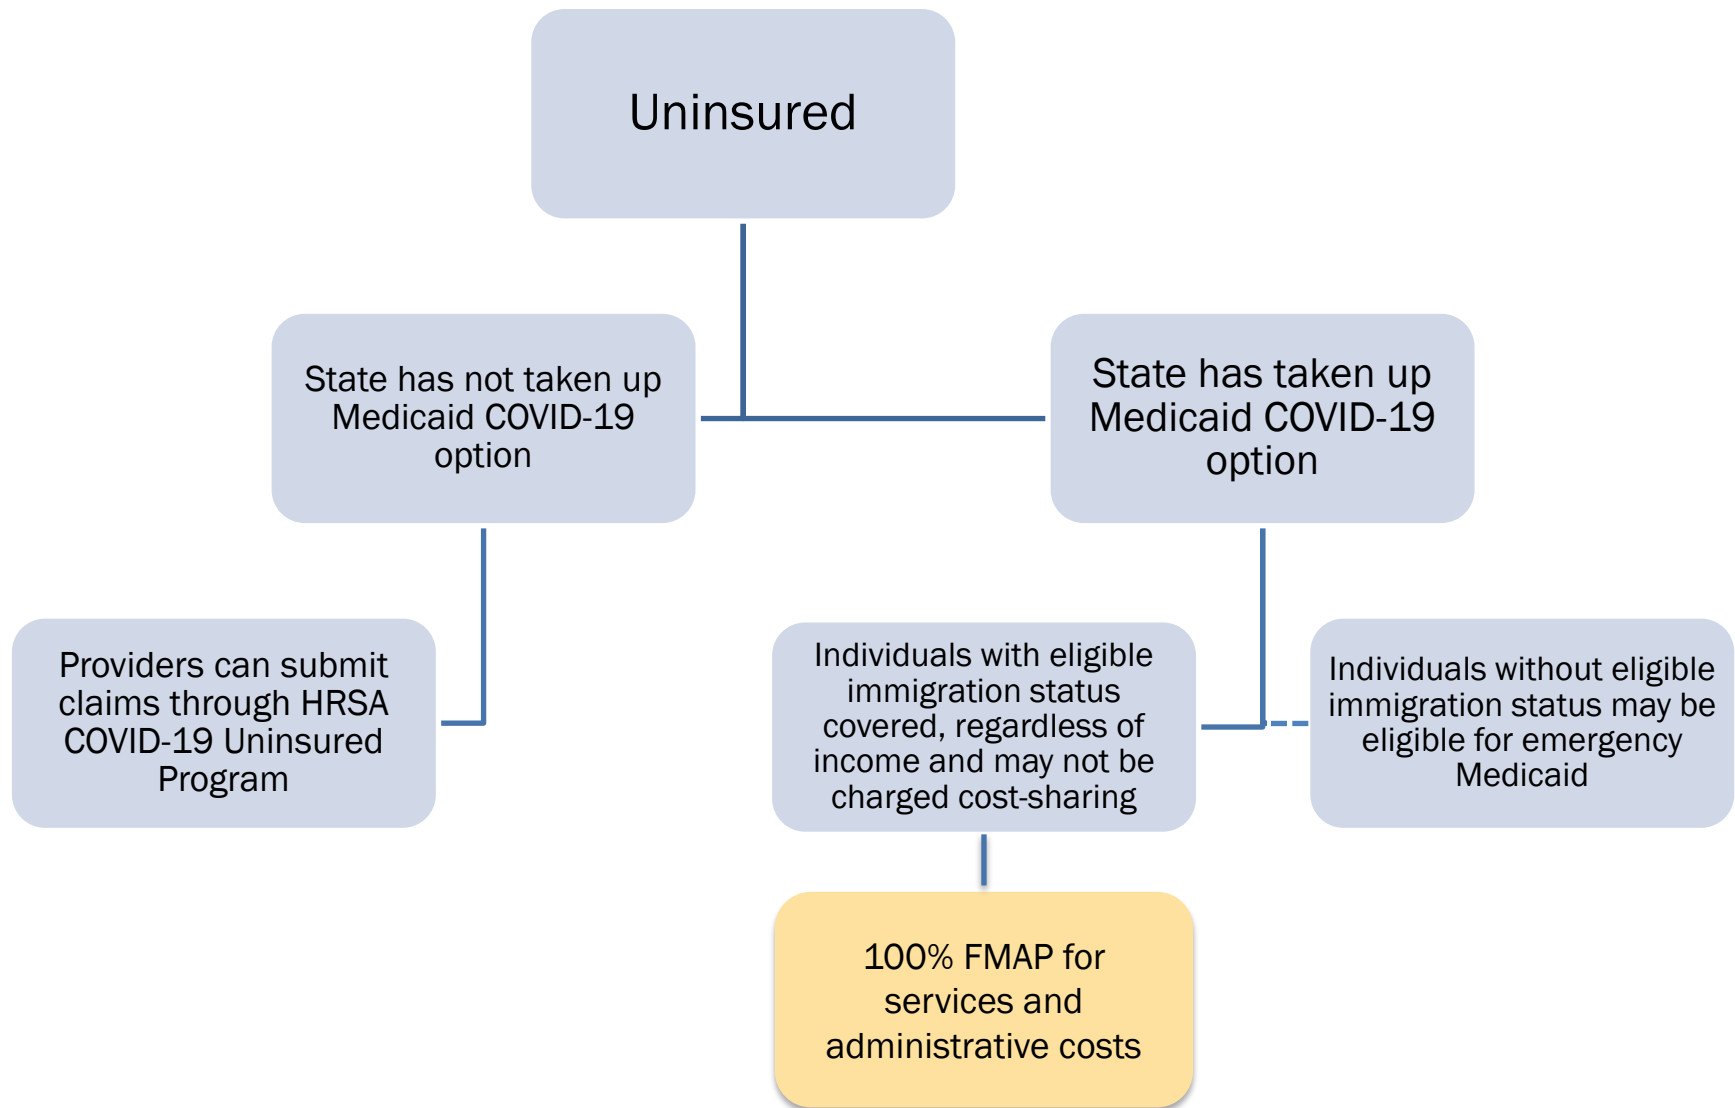 Uninsured
State has not taken up
Medicaid COVID-19
option
State has taken up
Medicaid COVID-19
option
Providers can submit
claims through HRSA
COVID-19 Uninsured
Program
Individuals with eligible
immigration status
covered, regardless of
income and may not be
charged cost-sharing
Individuals without eligible
immigration status may be
eligible for emergency
Medicaid
100% FMAP for
services and
administrative costs